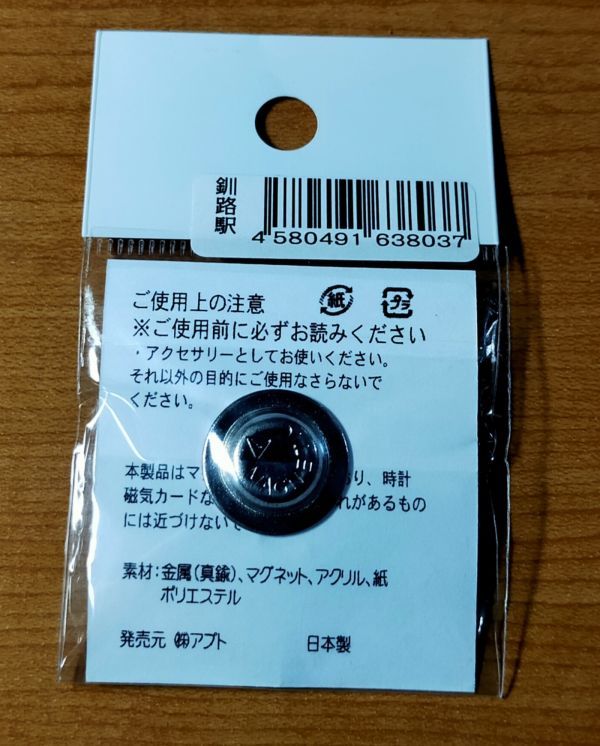 釧路駅
4 580491 638037
ご使用上の注意 紙 プラ
※ご使用前に必ずお読みください
・アクセサリーとしてお使いください。
それ以外の目的にご使用なさらないで
ください。
本製品はマ り、時計
磁気カードな れがあるもの
には近づけない
素材：金属（真鍮）、マグネット、アクリル、紙
ポリエステル
発売元 ㈱アプト 日本製